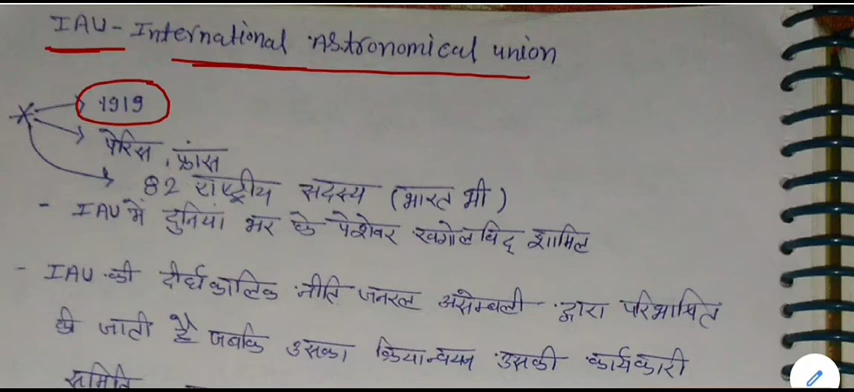 IAU - International Astronomical union
1919
पेरिस, फ्रांस
82 राष्ट्रीय सदस्य (भारत भी)
- IAU में दुनियां भर के पेशेवर खगोलविद् शामिल
- IAU की दीर्घकालिक नीति जनरल असेम्बली द्वारा परिभाषित
की जाती है जबकि उसका क्रियान्वयन उसकी कार्यकारी
समिति